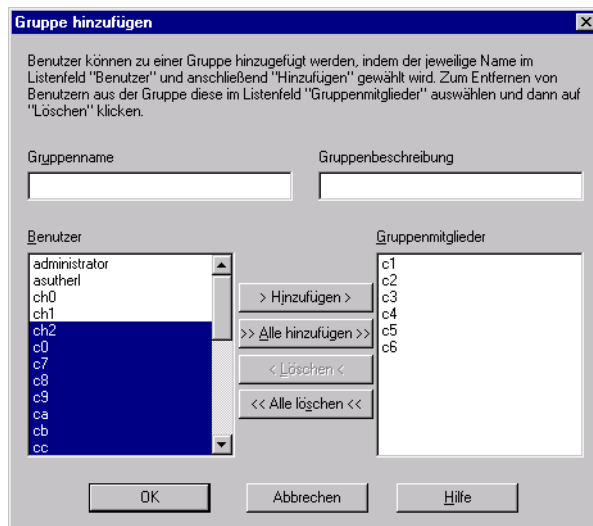 Gruppe hinzufügen
Benutzer können zu einer Gruppe hinzugefügt werden, indem der jeweilige Name im
Listenfeld "Benutzer" und anschließend "Hinzufügen" gewählt wird. Zum Entfernen von
Benutzern aus der Gruppe diese im Listenfeld "Gruppenmitglieder" auswählen und dann auf
"Löschen" klicken.
Gruppenname
Gruppenbeschreibung
Benutzer
administrator
asutherl
ch0
ch1
ch2
c0
c7
c8
c9
ca
cb
cc
> Hinzufügen >
>> Alle hinzufügen >>
< Löschen <
<< Alle löschen <<
Gruppenmitglieder
c1
c2
c3
c4
c5
c6
OK
Abbrechen
Hilfe